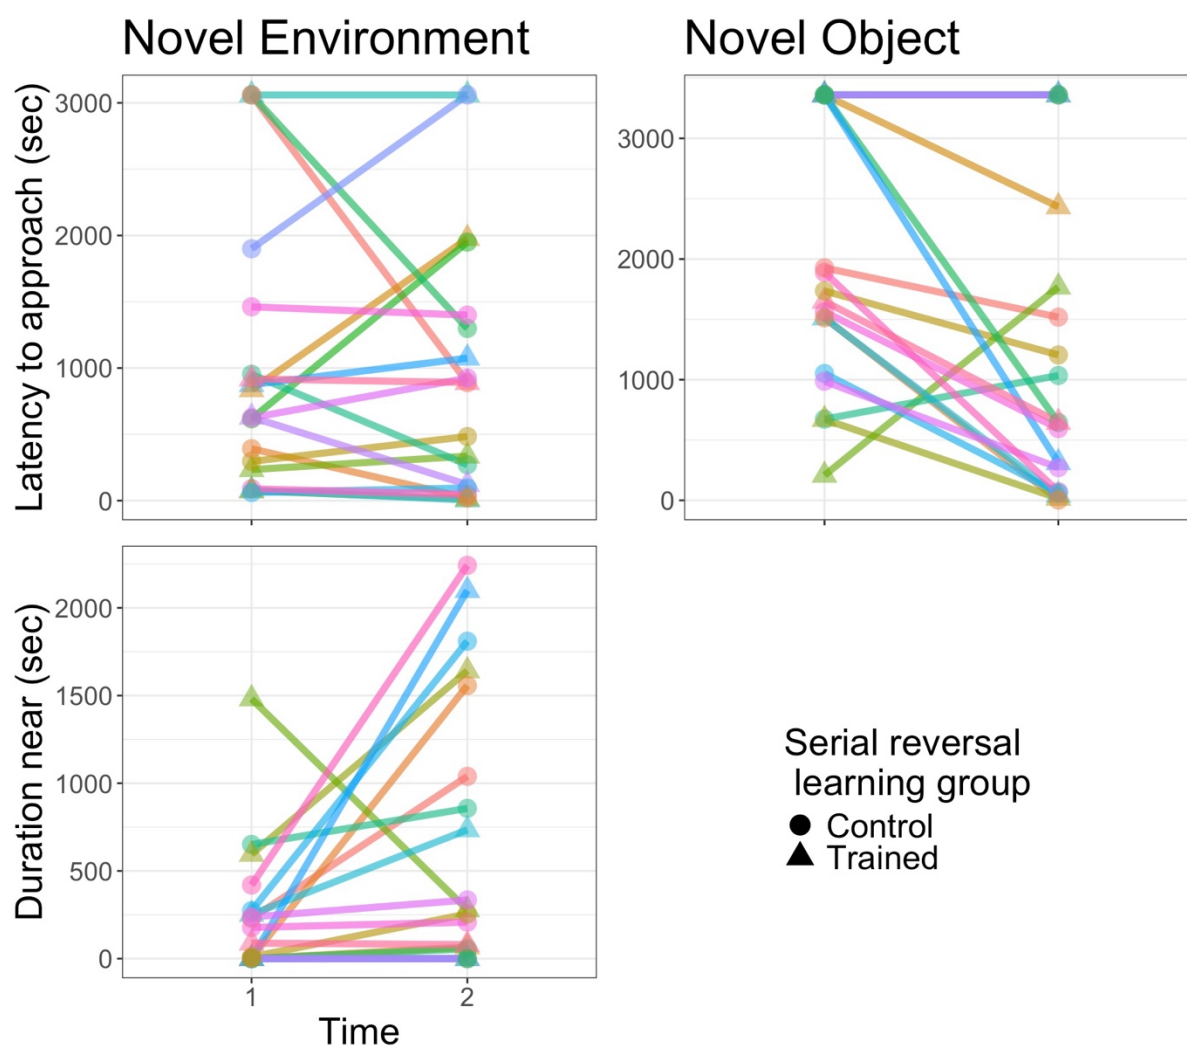 Novel Environment
Novel Object
Latency to approach (sec)
3000
2000
1000
0
3000
2000
1000
0
Duration near (sec)
2000
1500
1000
500
0
1
2
Time
Serial reversal
learning group
Control
Trained